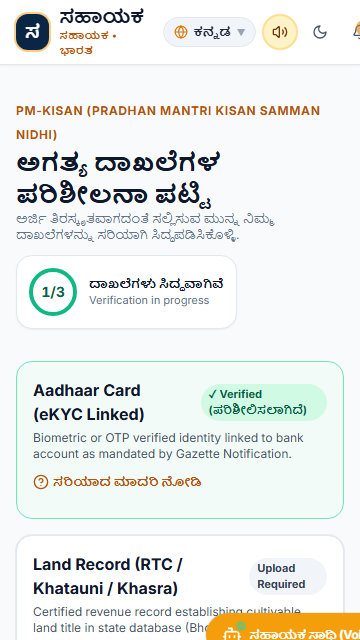 ಸ
ಸಹಾಯಕ
ಸಹಾಯಕ •
ಭಾರತ
ಕನ್ನಡ
PM-KISAN (PRADHAN MANTRI KISAN SAMMAN
NIDHI)
ಅಗತ್ಯ ದಾಖಲೆಗಳ
ಪರಿಶೀಲನಾ ಪಟ್ಟಿ
ಅರ್ಜಿ ತಿರಸ್ಕೃತವಾಗದಂತೆ ಸಲ್ಲಿಸುವ ಮುನ್ನ ನಿಮ್ಮ
ದಾಖಲೆಗಳನ್ನು ಸರಿಯಾಗಿ ಸಿದ್ಧಪಡಿಸಿಕೊಳ್ಳಿ.
1/3
ದಾಖಲೆಗಳು ಸಿದ್ಧವಾಗಿವೆ
Verification in progress
Aadhaar Card
(eKYC Linked)
✓ Verified
(ಪರಿಶೀಲಿಸಲಾಗಿದೆ)
Biometric or OTP verified identity linked to bank
account as mandated by Gazette Notification.
ಸರಿಯಾದ ಮಾದರಿ ನೋಡಿ
Land Record (RTC /
Khatauni / Khasra)
Upload
Required
Certified revenue record establishing cultivable
land title in state database
ಸಹಾಯಕ ಸಾಥಿ